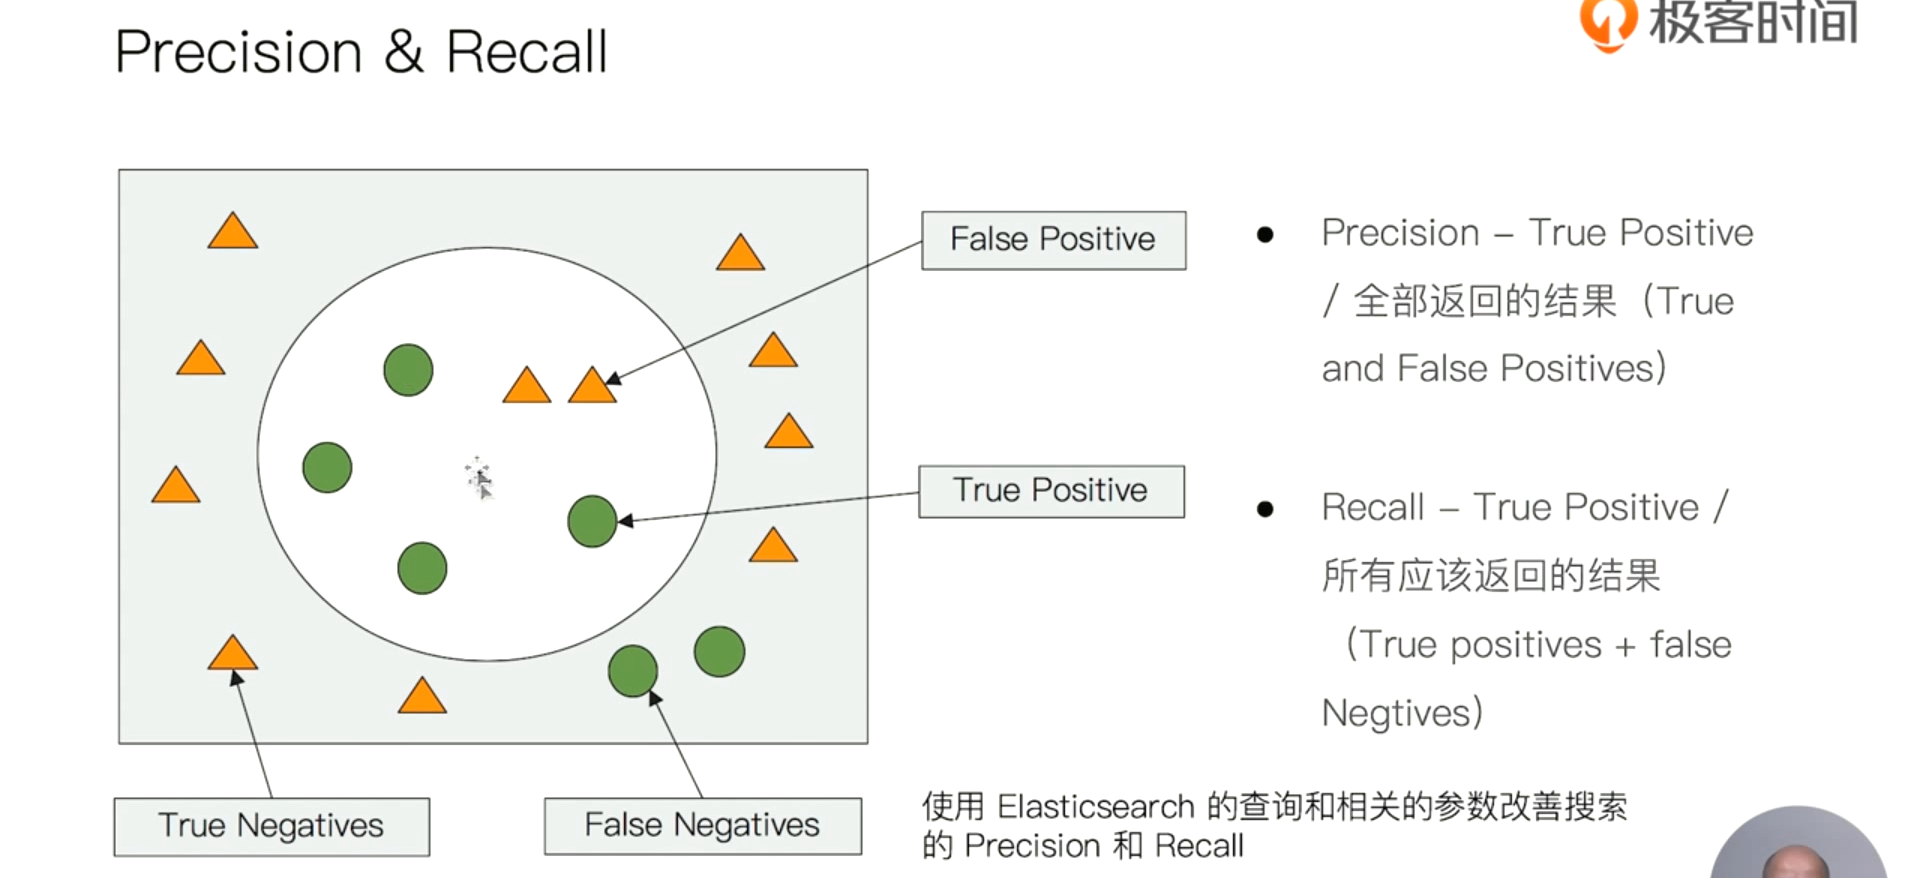 Precision & Recall
极客时间
False Positive
True Positive
True Negatives
False Negatives
● Precision – True Positive
/ 全部返回的结果（True
and False Positives）
● Recall – True Positive /
所有应该返回的结果
（True positives + false
Negtives）
使用 Elasticsearch 的查询和相关的参数改善搜索
的 Precision 和 Recall